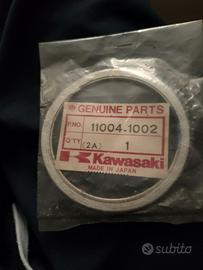 GENUINE PARTS
P.NO. 11004-1002
Q'TY (2A) 1
Kawasaki
MADE IN JAPAN
subito